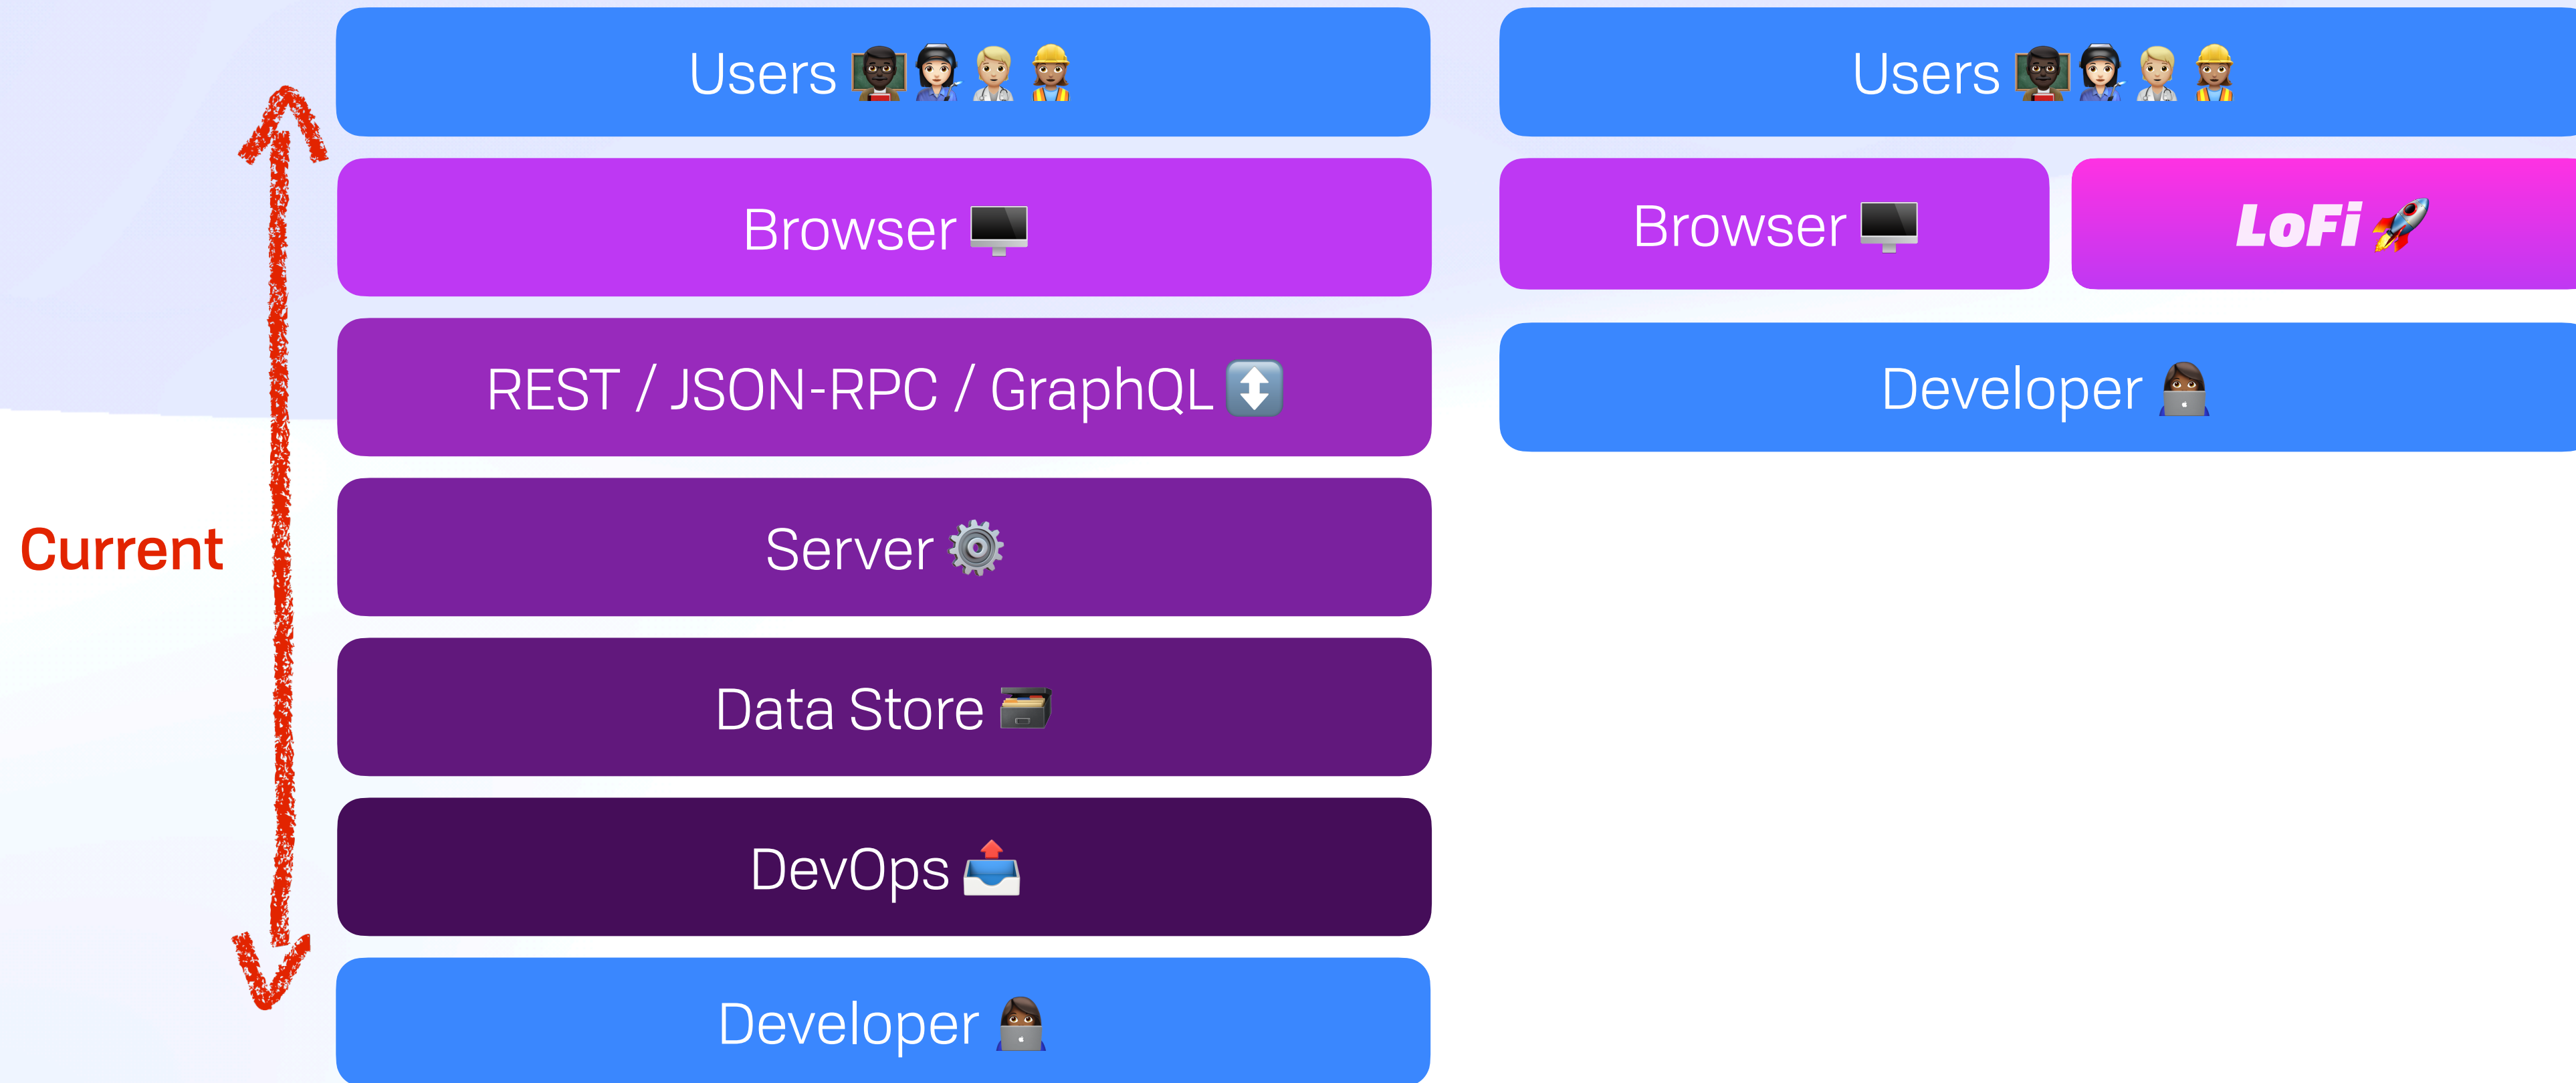 Current
Users
Browser
REST / JSON-RPC / GraphQL
Server
Data Store
DevOps
Developer
Users
Browser
LoFi
Developer